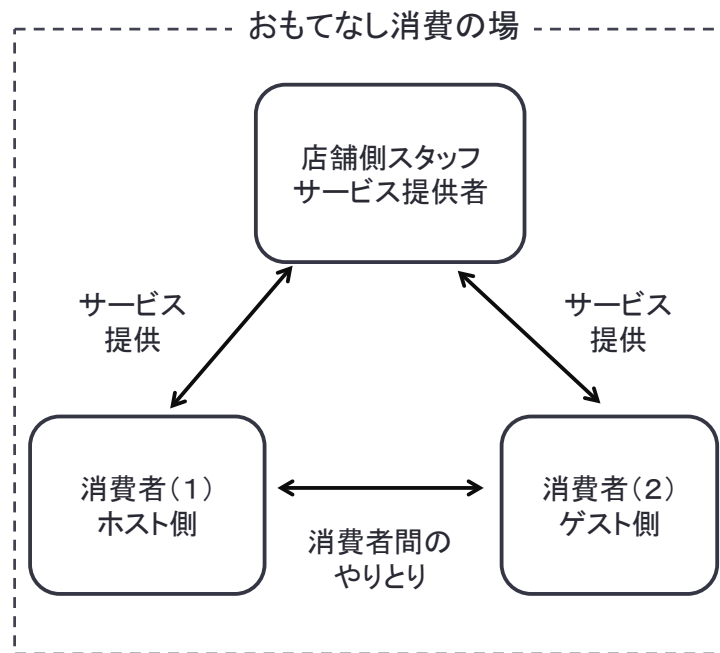 おもてなし消費の場
店舗側スタッフ
サービス提供者
サービス
提供
サービス
提供
消費者(1)
ホスト側
消費者間の
やりとり
消費者(2)
ゲスト側